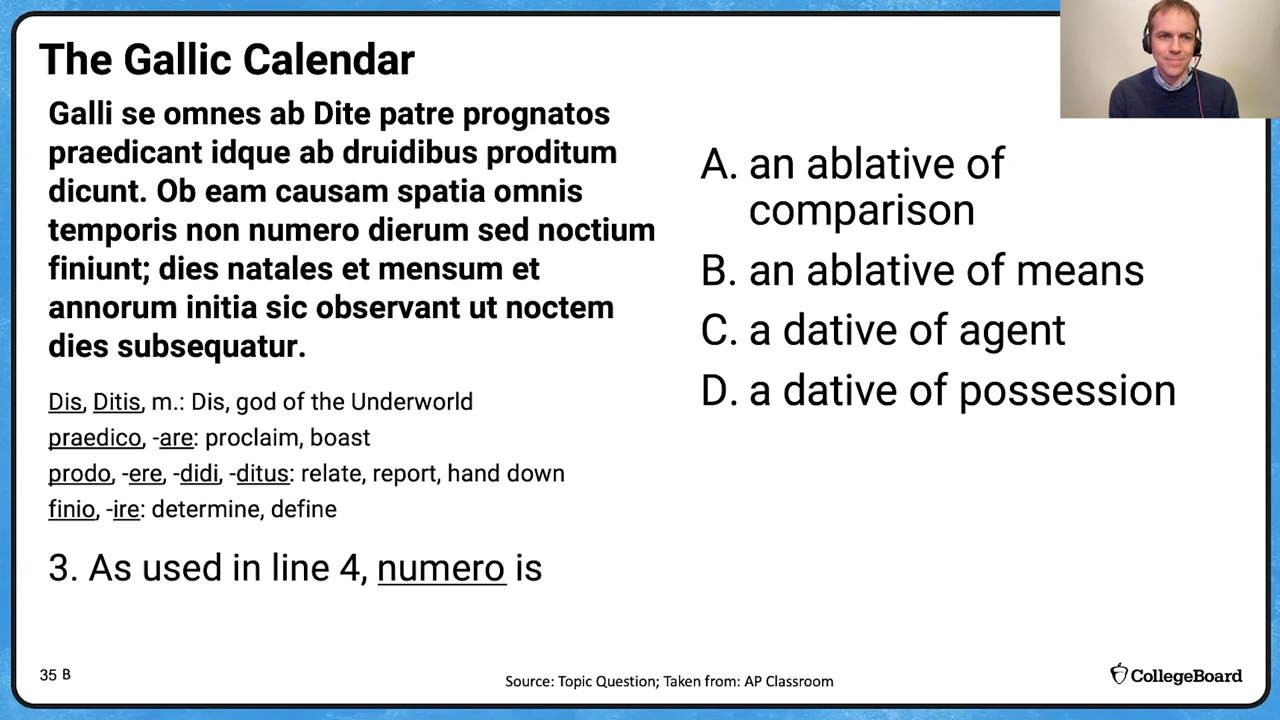 The Gallic Calendar
Galli se omnes ab Dite patre prognatos
praedicant idque ab druidibus proditum
dicunt. Ob eam causam spatia omnis
temporis non numero dierum sed noctium
finiunt; dies natales et mensum et
annorum initia sic observant ut noctem
dies subsequatur.
Dis, Ditis, m.: Dis, god of the Underworld
praedico, -are: proclaim, boast
prodo, -ere, -didi, -ditus: relate, report, hand down
finio, -ire: determine, define
3. As used in line 4, numero is
A. an ablative of
comparison
B. an ablative of means
C. a dative of agent
D. a dative of possession
35 B
Source: Topic Question; Taken from: AP Classroom
CollegeBoard